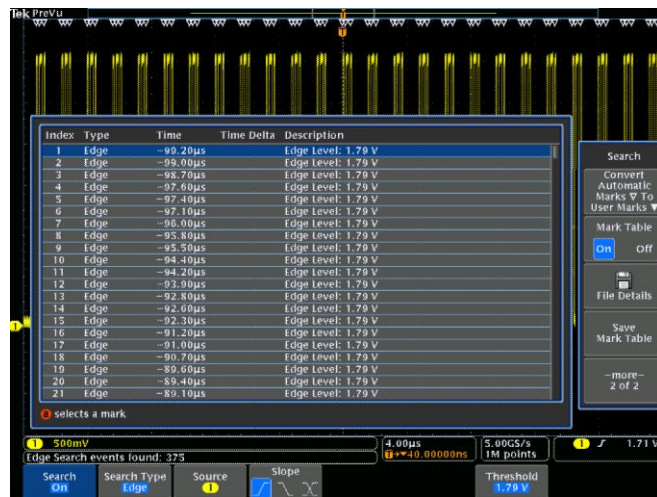 Tek PreVu
Index Type Time Time Delta Description
1 Edge -99.20µs Edge Level: 1.79 V
2 Edge -99.00µs Edge Level: 1.79 V
3 Edge -98.70µs Edge Level: 1.79 V
4 Edge -97.60µs Edge Level: 1.79 V
5 Edge -97.40µs Edge Level: 1.79 V
6 Edge -97.10µs Edge Level: 1.79 V
7 Edge -96.00µs Edge Level: 1.79 V
8 Edge -95.80µs Edge Level: 1.79 V
9 Edge -95.50µs Edge Level: 1.79 V
10 Edge -94.40µs Edge Level: 1.79 V
11 Edge -94.20µs Edge Level: 1.79 V
12 Edge -93.90µs Edge Level: 1.79 V
13 Edge -92.80µs Edge Level: 1.79 V
14 Edge -92.60µs Edge Level: 1.79 V
15 Edge -92.30µs Edge Level: 1.79 V
16 Edge -91.20µs Edge Level: 1.79 V
17 Edge -91.00µs Edge Level: 1.79 V
18 Edge -90.70µs Edge Level: 1.79 V
19 Edge -89.60µs Edge Level: 1.79 V
20 Edge -89.40µs Edge Level: 1.79 V
21 Edge -89.10µs Edge Level: 1.79 V
a selects a mark
Search
Convert
Automatic
Marks ▽ To
User Marks ▼
Mark Table
On Off
File Details
Save
Mark Table
-more-
2 of 2
1
1 500mV
4.00µs
T→▼40.00000ns
5.00GS/s
1M points
1 ʃ 1.71 V
Edge Search events found: 375
Search
On
Search Type
Edge
Source
1
Slope
Threshold
1.79 V